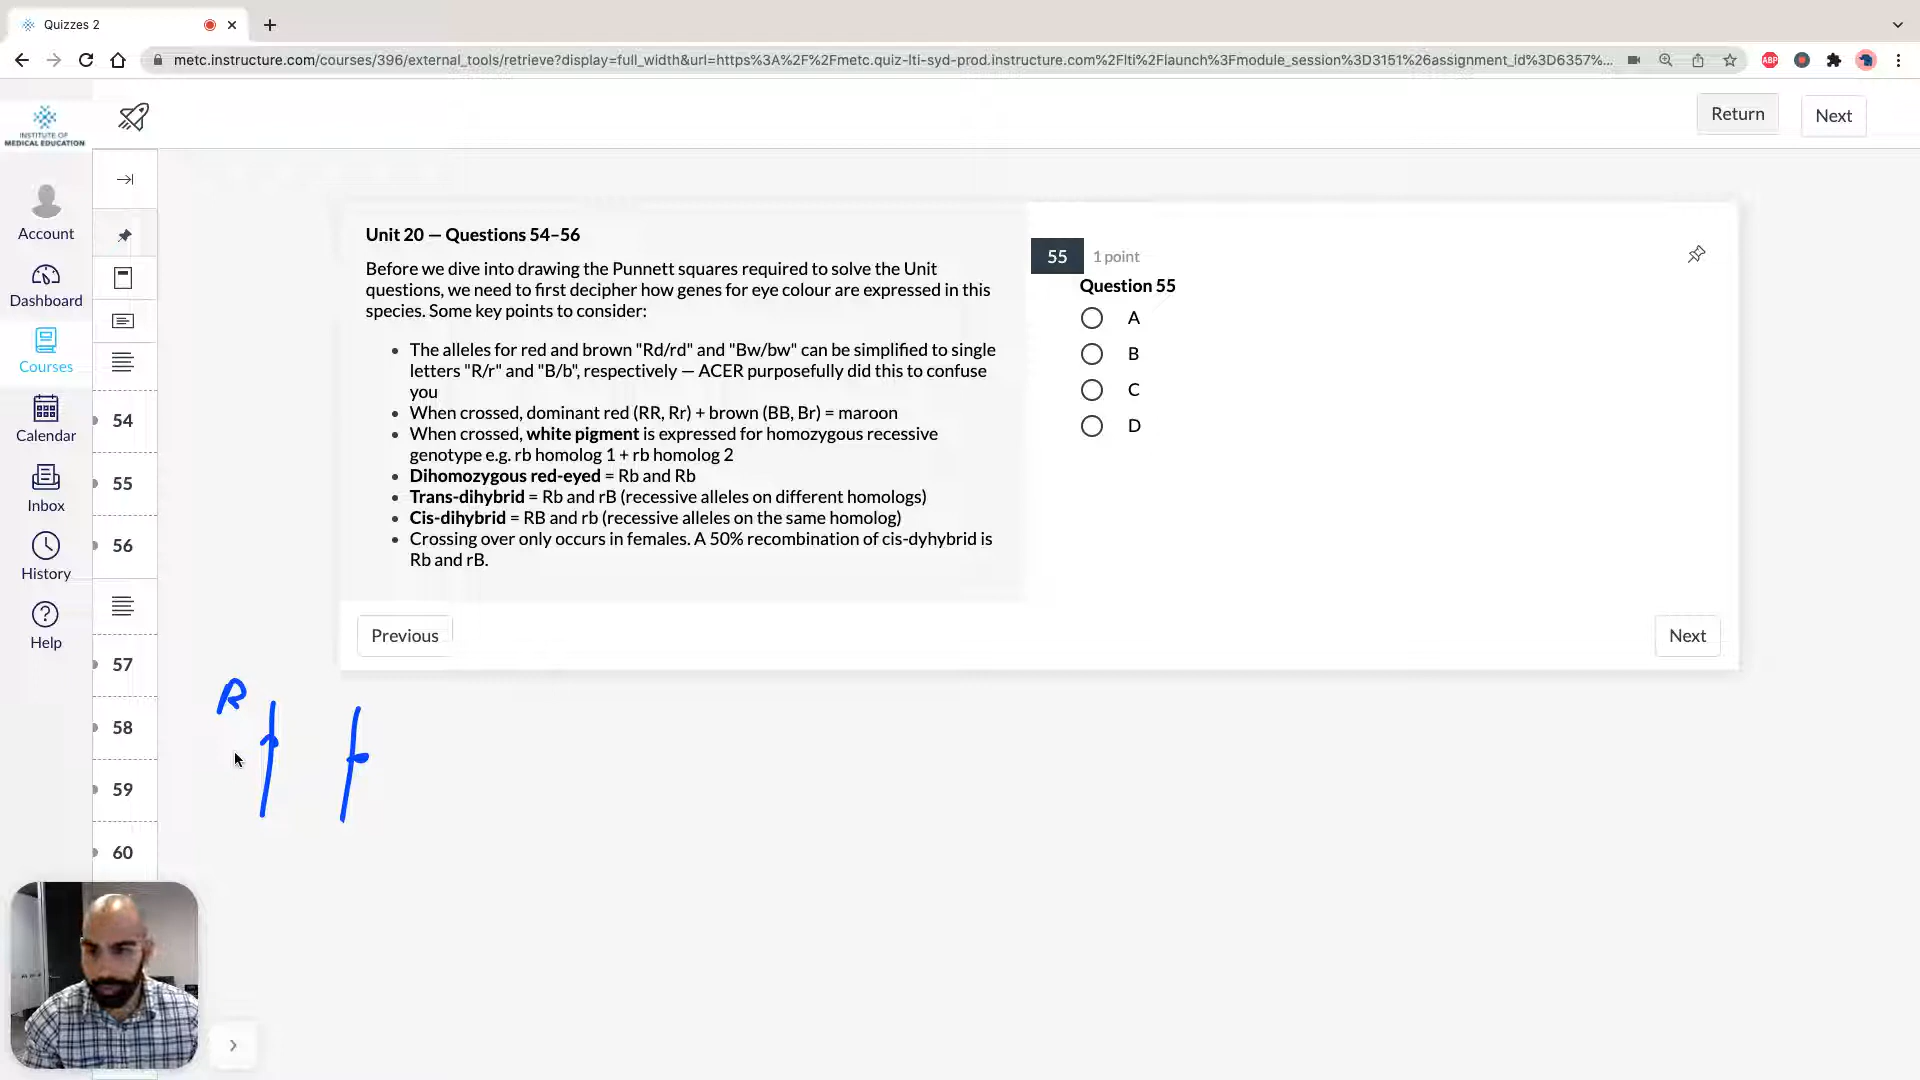 Quizzes 2
metc.instructure.com/courses/396/external_tools/retrieve?display=full_width&url=https%3A%2F%2Fmetc.quiz-lti-syd-prod.instructure.com%2Flti%2Flaunch%3Fmodule_session%3D3151%26assignment_id%3D6357%...
ABP
INSTITUTE OF
MEDICAL EDUCATION
Return
Next
Account
Dashboard
Courses
Calendar
Inbox
History
Help
54
55
56
57
58
59
60
Unit 20 — Questions 54–56
Before we dive into drawing the Punnett squares required to solve the Unit
questions, we need to first decipher how genes for eye colour are expressed in this
species. Some key points to consider:
• The alleles for red and brown "Rd/rd" and "Bw/bw" can be simplified to single
letters "R/r" and "B/b", respectively — ACER purposefully did this to confuse
you
• When crossed, dominant red (RR, Rr) + brown (BB, Br) = maroon
• When crossed, white pigment is expressed for homozygous recessive
genotype e.g. rb homolog 1 + rb homolog 2
• Dihomozygous red-eyed = Rb and Rb
• Trans-dihybrid = Rb and rB (recessive alleles on different homologs)
• Cis-dihybrid = RB and rb (recessive alleles on the same homolog)
• Crossing over only occurs in females. A 50% recombination of cis-dyhybrid is
Rb and rB.
55 1 point
Question 55
A
B
C
D
Previous
Next
R